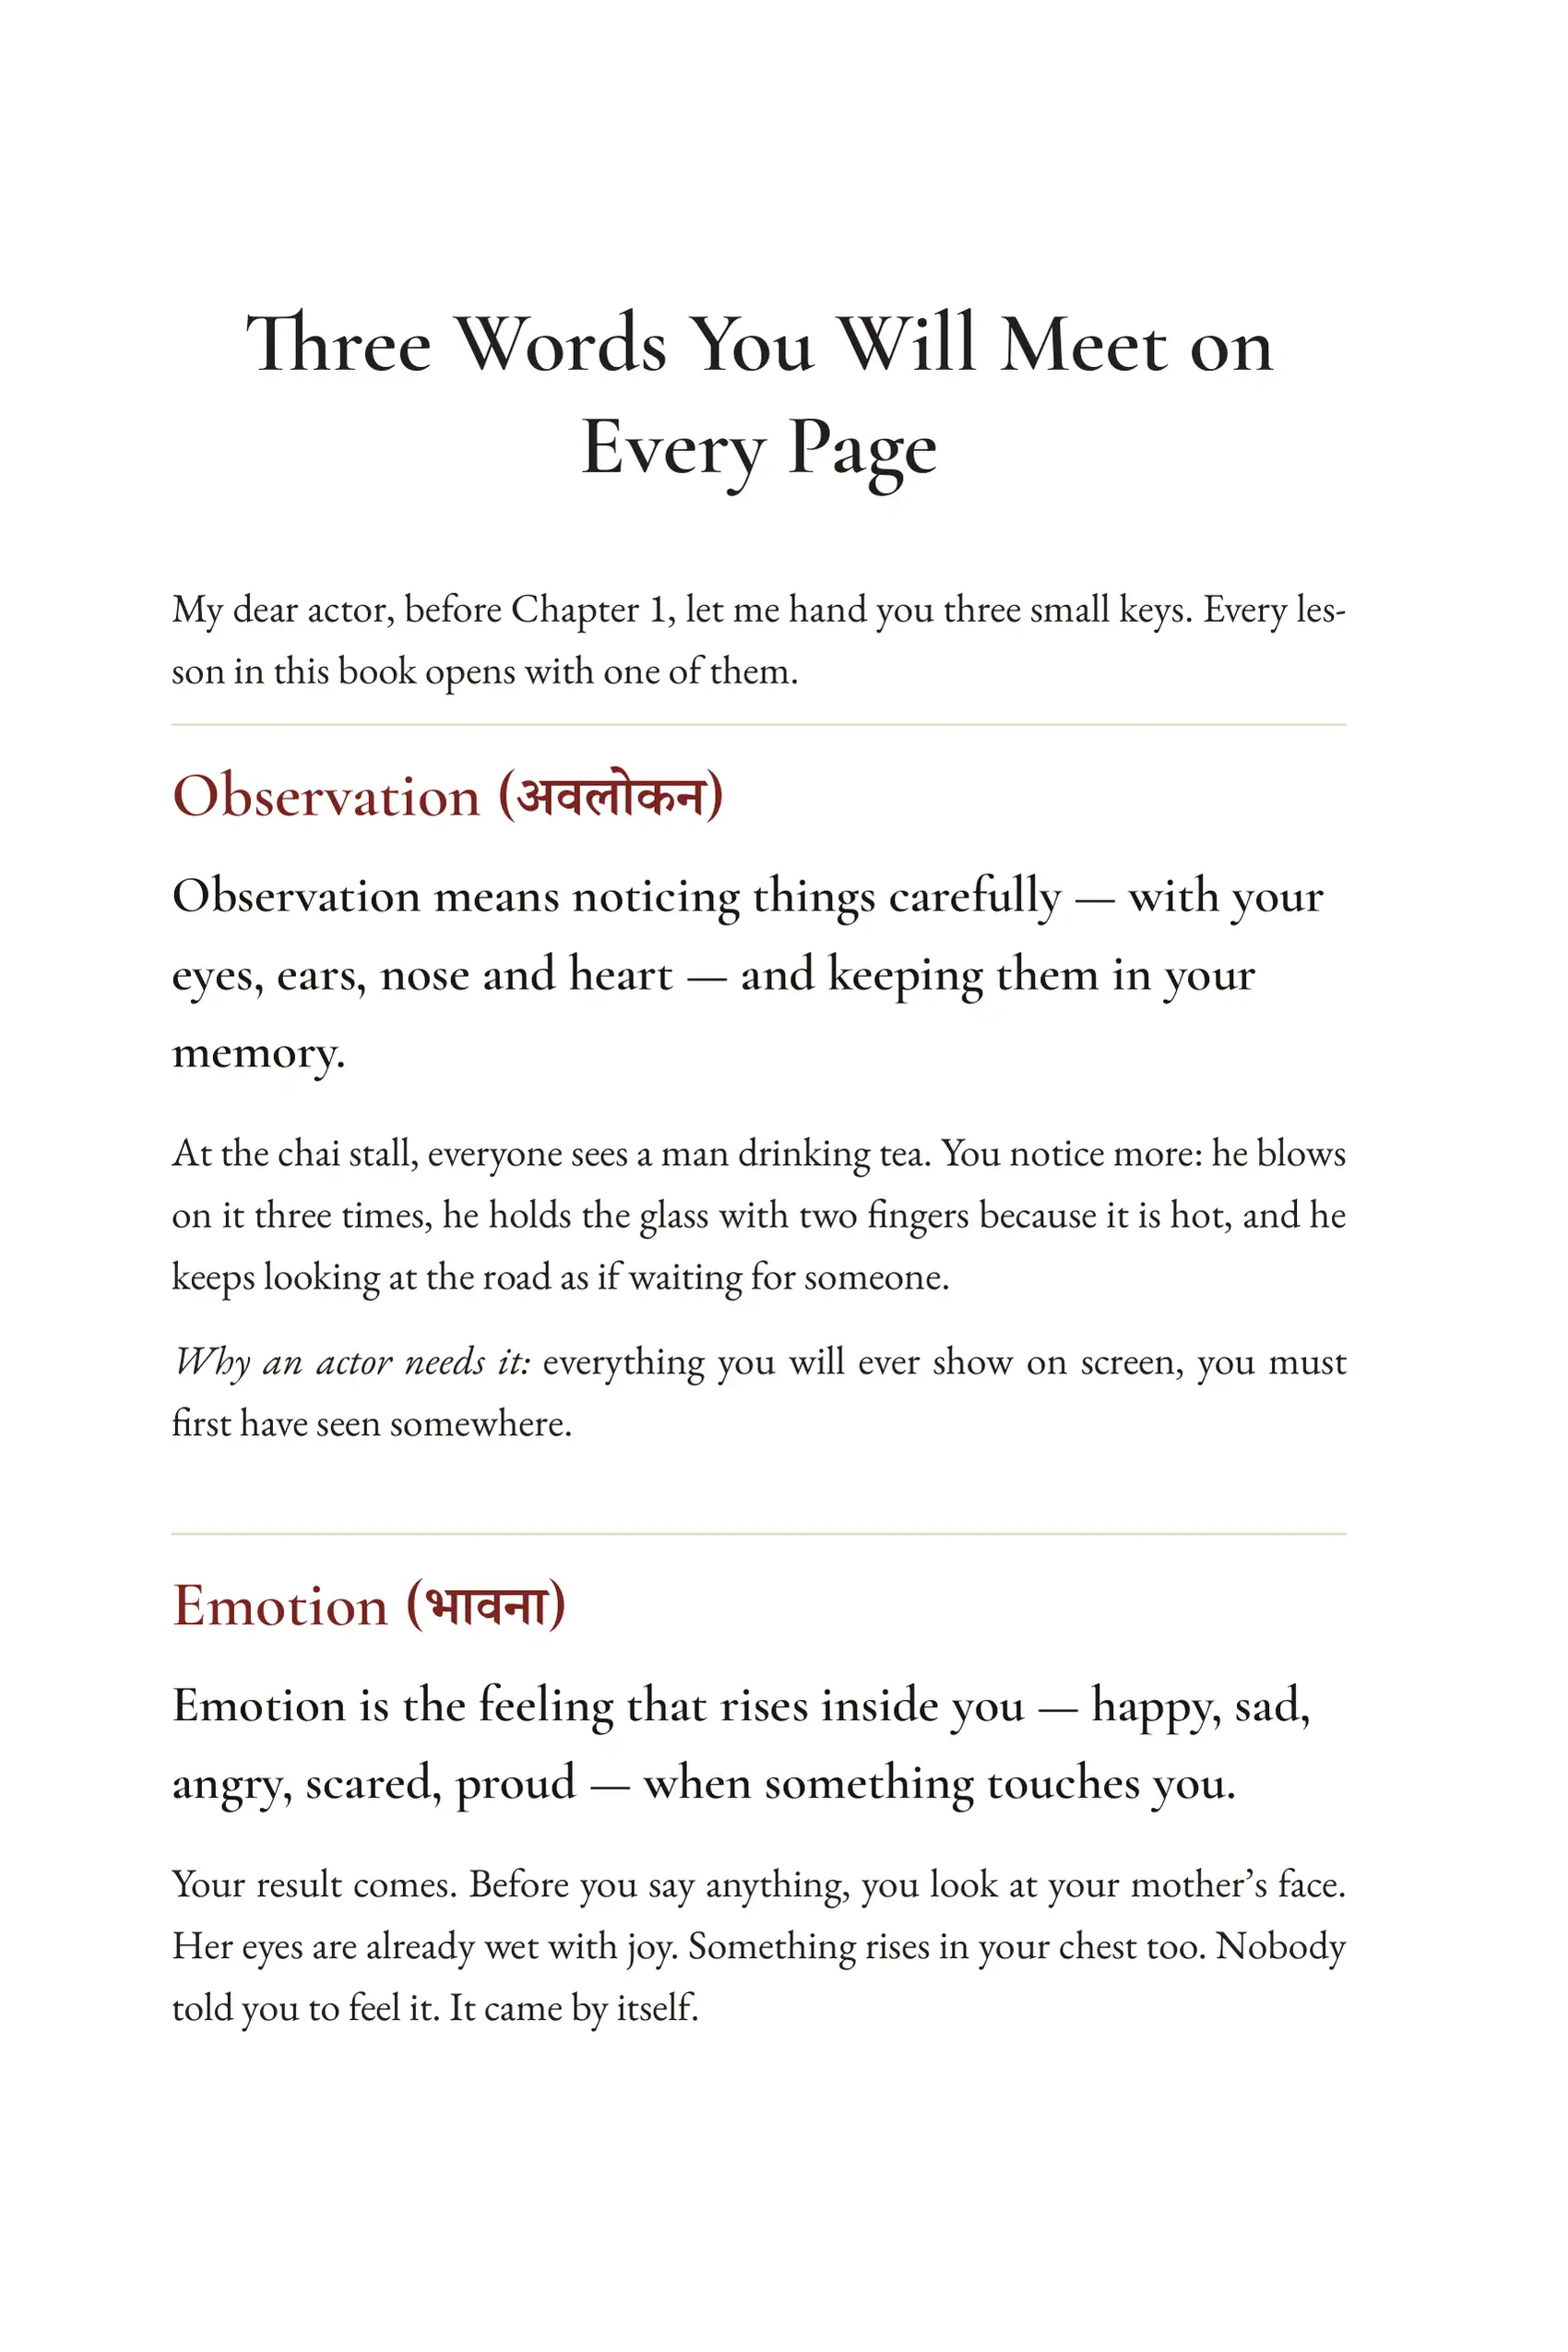 Three Words You Will Meet on
Every Page
My dear actor, before Chapter 1, let me hand you three small keys. Every les-
son in this book opens with one of them.
Observation (अवलोकन)
Observation means noticing things carefully — with your
eyes, ears, nose and heart — and keeping them in your
memory.
At the chai stall, everyone sees a man drinking tea. You notice more: he blows
on it three times, he holds the glass with two fingers because it is hot, and he
keeps looking at the road as if waiting for someone.
Why an actor needs it: everything you will ever show on screen, you must
first have seen somewhere.
Emotion (भावना)
Emotion is the feeling that rises inside you — happy, sad,
angry, scared, proud — when something touches you.
Your result comes. Before you say anything, you look at your mother’s face.
Her eyes are already wet with joy. Something rises in your chest too. Nobody
told you to feel it. It came by itself.